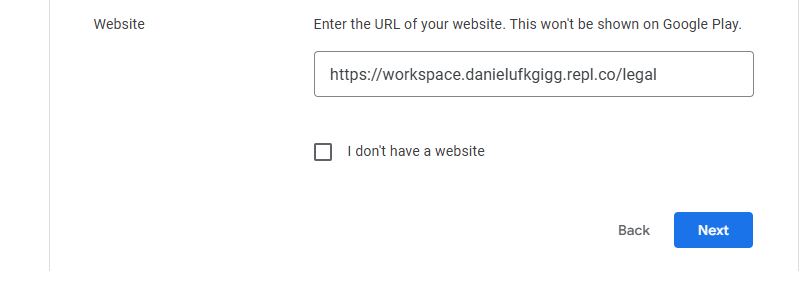 Website
Enter the URL of your website. This won't be shown on Google Play.
https://workspace.danielufkgigg.repl.co/legal
I don't have a website
Back
Next